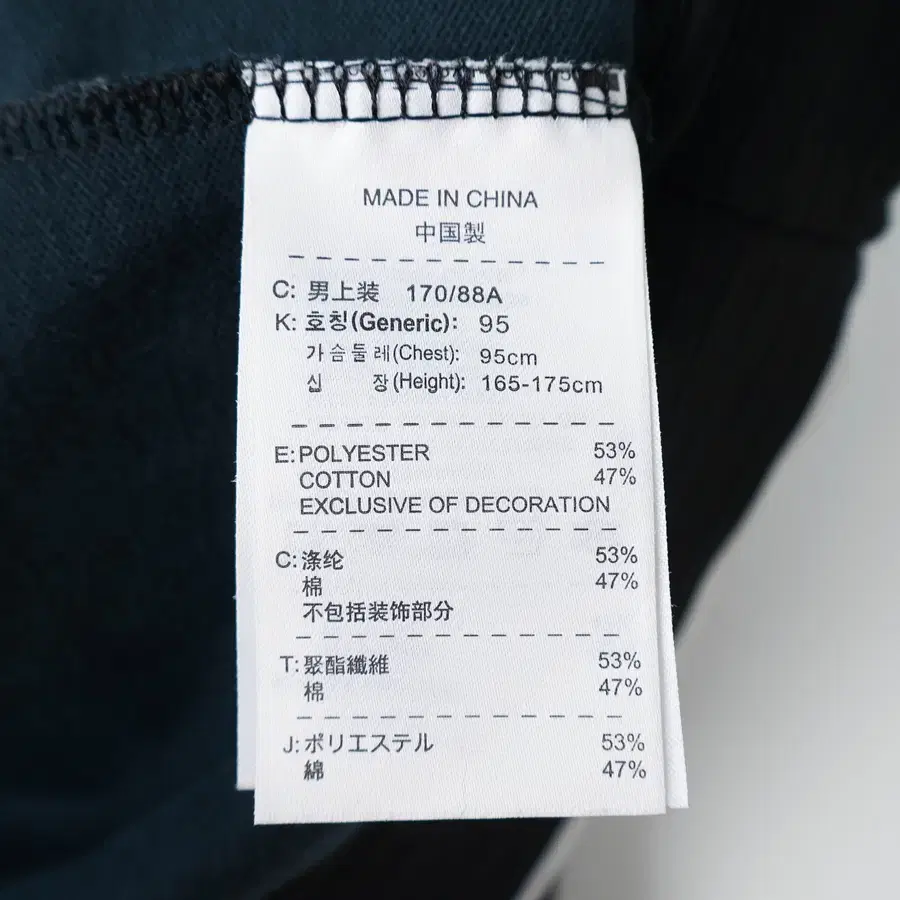 MADE IN CHINA
中国製
C: 男上装 170/88A
K: 호칭(Generic): 95
가슴둘레(Chest): 95cm
신 장(Height): 165-175cm
E: POLYESTER 53%
COTTON 47%
EXCLUSIVE OF DECORATION
C: 涤纶 53%
棉 47%
不包括装饰部分
T: 聚酯纖維 53%
棉 47%
J: ポリエステル 53%
綿 47%